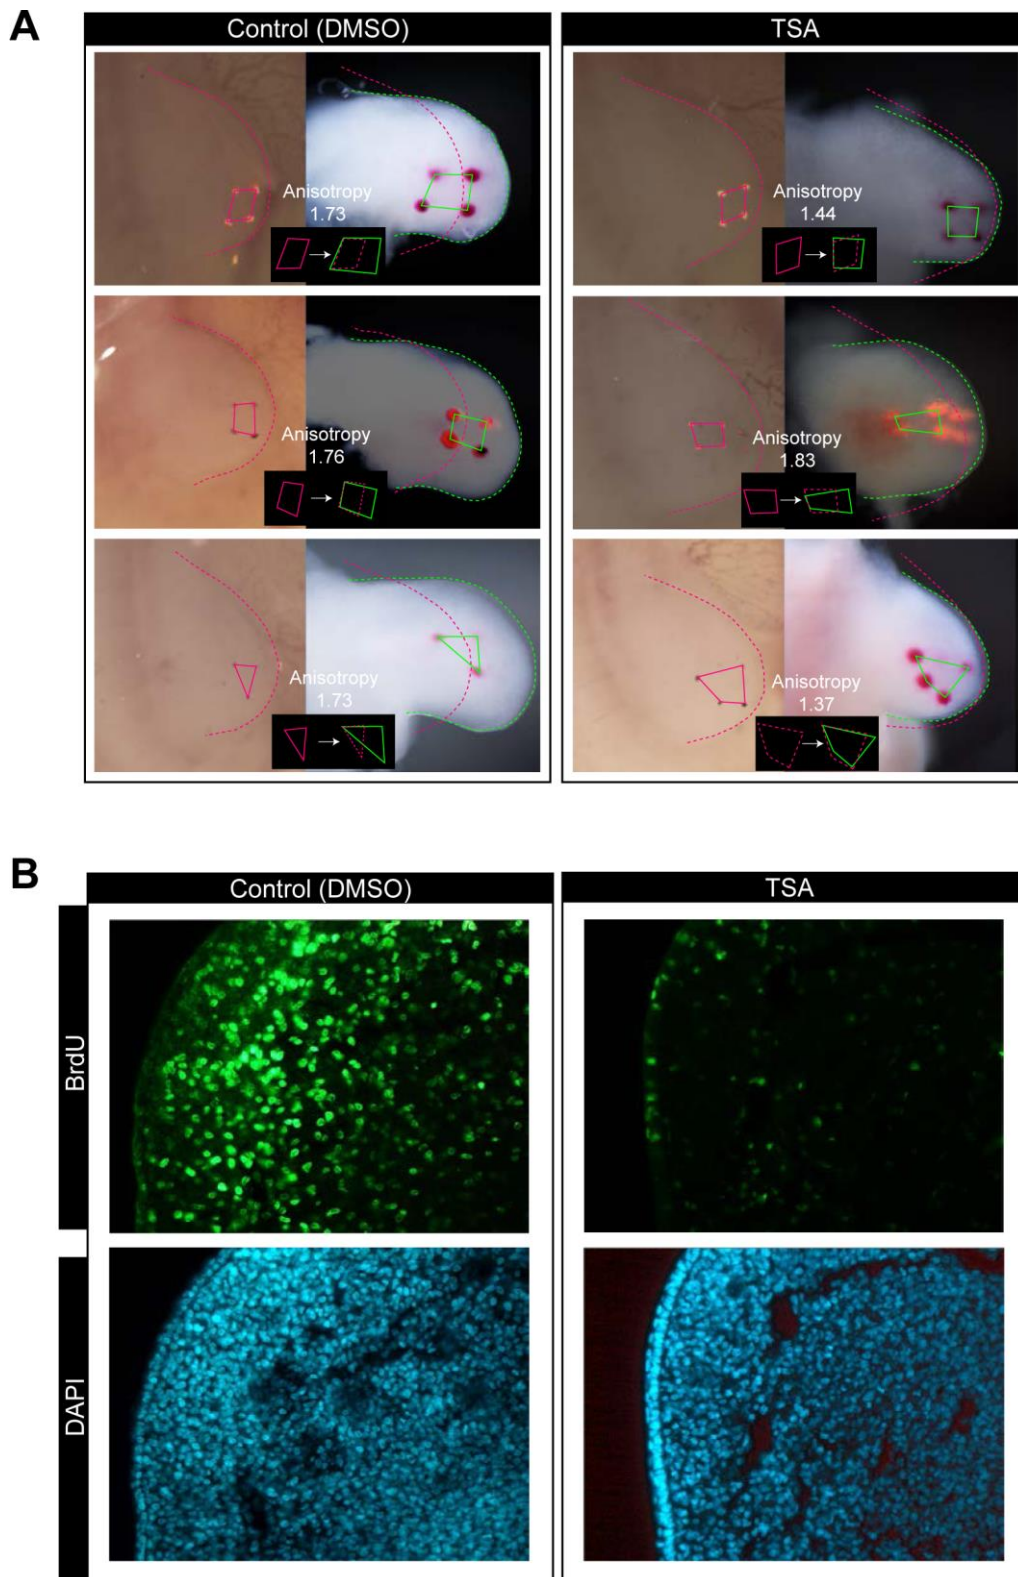 A
Control (DMSO)
TSA
Anisotropy
1.73
Anisotropy
1.44
Anisotropy
1.76
Anisotropy
1.83
Anisotropy
1.73
Anisotropy
1.37
B
Control (DMSO)
TSA
BrdU
DAPI